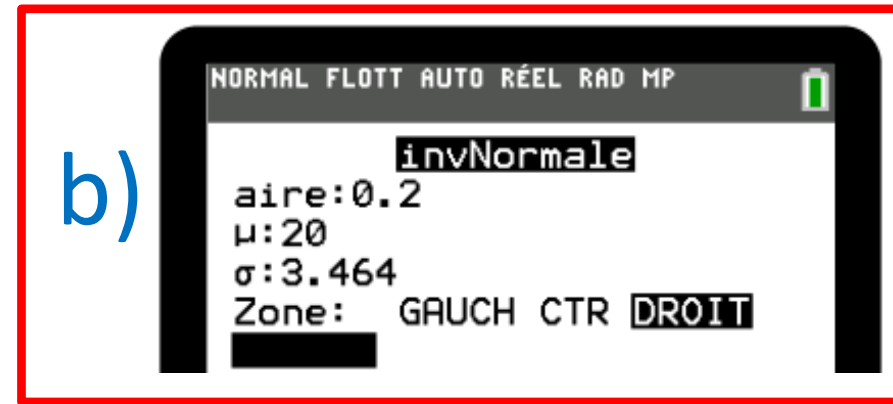 b)
NORMAL FLOTT AUTO RÉEL RAD MP
invNormale
aire:0.2
µ:20
σ:3.464
Zone: GAUCH CTR DROIT